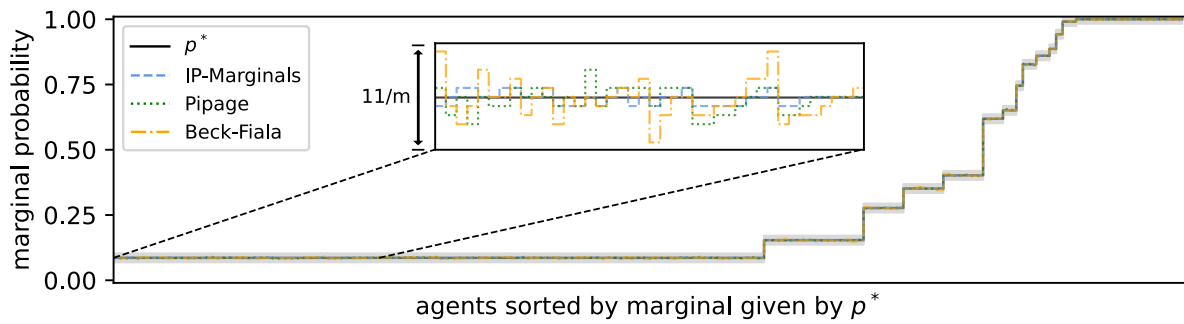 1.00
0.75
0.50
0.25
0.00
marginal probability
p*
IP-Marginals
Pipage
Beck-Fiala
11/m
agents sorted by marginal given by p*